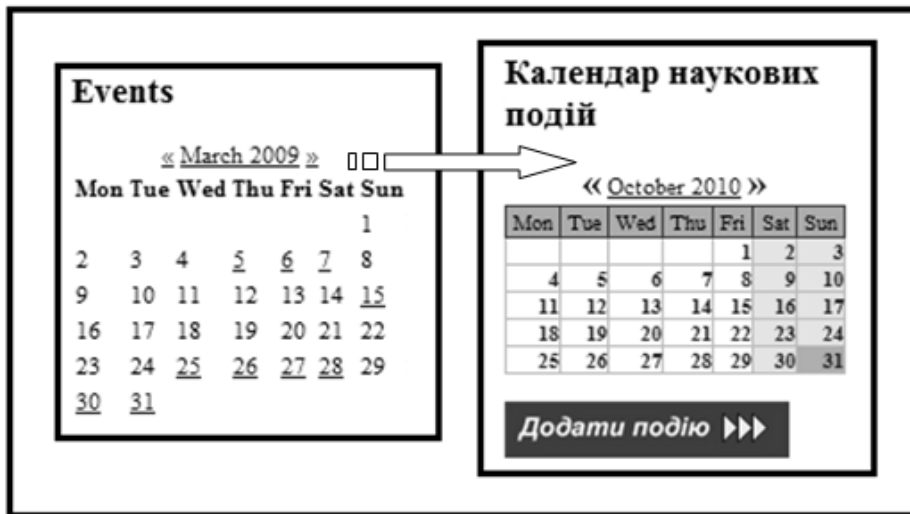 Events
« March 2009 »
Mon Tue Wed Thu Fri Sat Sun
1
2 3 4 5 6 7 8
9 10 11 12 13 14 15
16 17 18 19 20 21 22
23 24 25 26 27 28 29
30 31
Календар наукових
подій
« October 2010 »
Mon Tue Wed Thu Fri Sat Sun
1 2 3
4 5 6 7 8 9 10
11 12 13 14 15 16 17
18 19 20 21 22 23 24
25 26 27 28 29 30 31
Додати подію